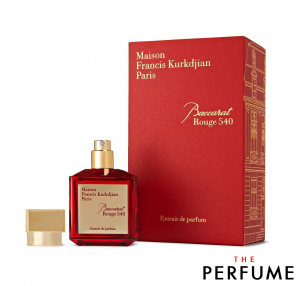 Maison
Francis Kurkdjian
Paris
Baccarat
Rouge 540
Extrait de parfum
Maison
Francis Kurkdjian
Paris
Baccarat
Rouge 540
Extrait de parfum
THE
PERFUME